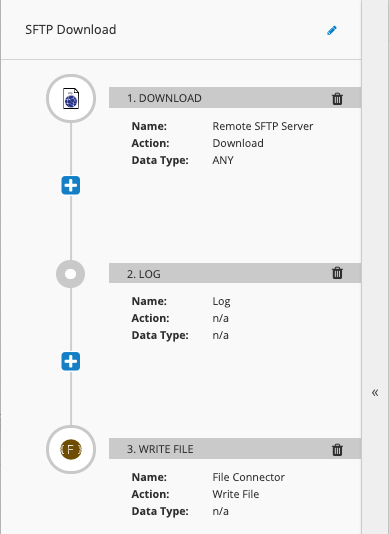 SFTP Download
1. DOWNLOAD
Name: Remote SFTP Server
Action: Download
Data Type: ANY
2. LOG
Name: Log
Action: n/a
Data Type: n/a
«
F
3. WRITE FILE
Name: File Connector
Action: Write File
Data Type: n/a